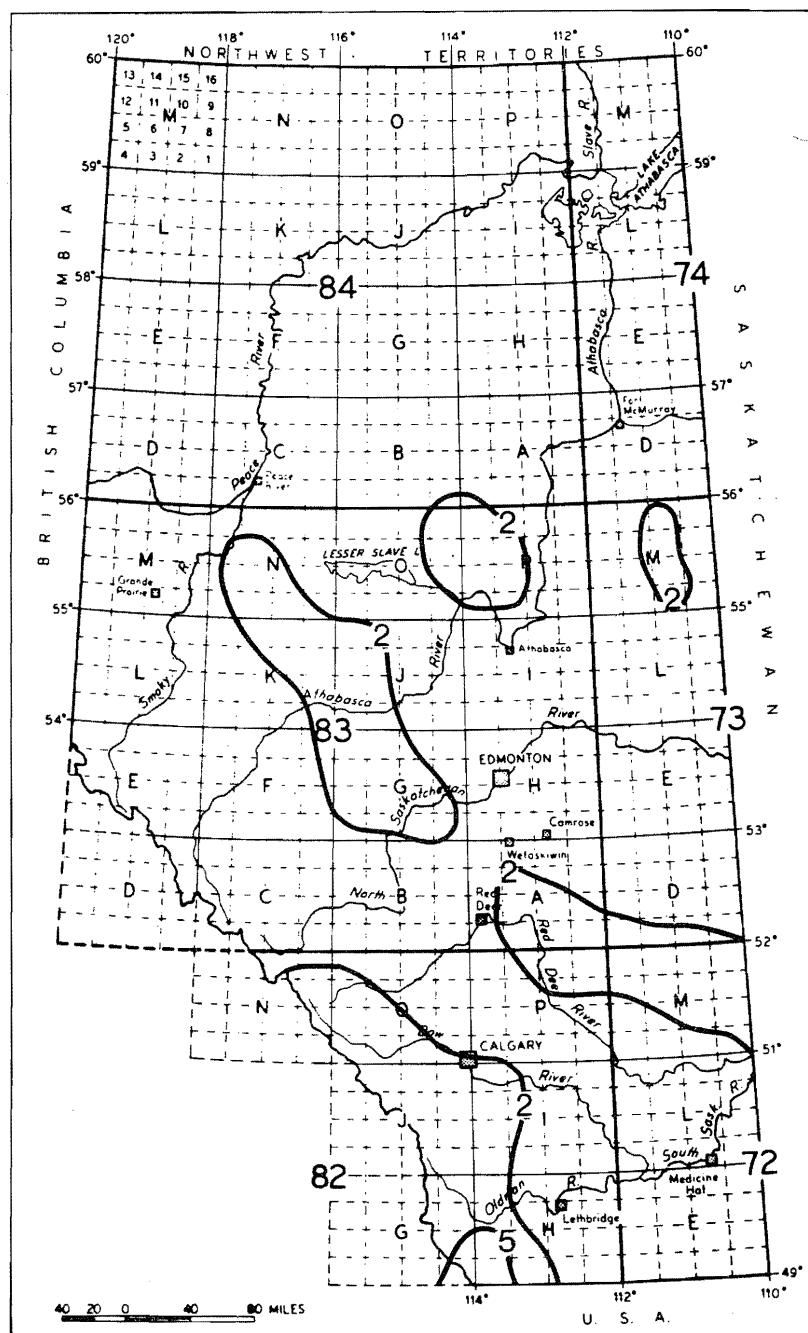 120° 118° 116° 114° 112° 110°
NORTHWEST TERRITORIES
60° 60°
13 14 15 16
12 11 10 9
5 6 7 8
4 3 2 1
M N O P M
Slave R.
59° 59°
LAKE ATHABASCA
L K J I L
R.
58° 58°
84 74
BRITISH COLUMBIA
SASKATCHEWAN
E F G H E
River
Athabasca
57° 57°
Fort McMurray
D C B A D
Peace
Peace River
56° 56°
2
LESSER SLAVE L.
M N O M
R.
Grande Prairie
2
55° 55°
2
River
Athabasca
L K J I L
Smoky
Athabasca
54° 54°
83 73
River
EDMONTON
E F G H E
Saskatchewan
Camrose
53° 53°
Wetaskiwin
2
D C B A D
North
Red Deer
Red
52° 52°
Deer
N O P M
River
Bow
51° 51°
CALGARY
River
2
J I L
R.
Sask
South
82 72
Medicine Hat
Oldman R.
Lethbridge
G H E
5
49° 49°
114° 112° 110°
40 20 0 40 80 MILES
U. S. A.